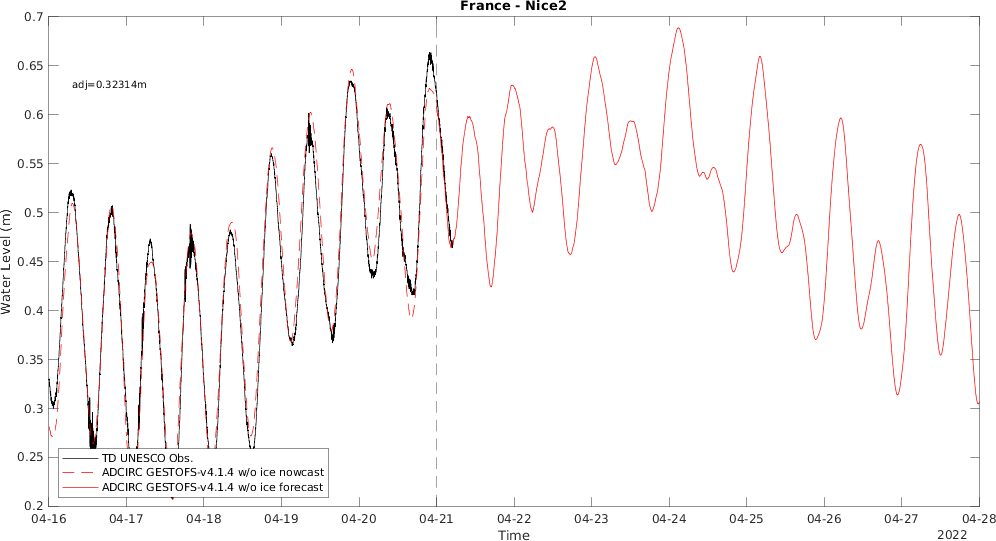 France - Nice2
adj=0.32314m
Water Level (m)
0.7
0.65
0.6
0.55
0.5
0.45
0.4
0.35
0.3
0.25
0.2
TD UNESCO Obs.
ADCIRC GESTOFS-v4.1.4 w/o ice nowcast
ADCIRC GESTOFS-v4.1.4 w/o ice forecast
04-16 04-17 04-18 04-19 04-20 04-21 04-22 04-23 04-24 04-25 04-26 04-27 04-28
Time
2022